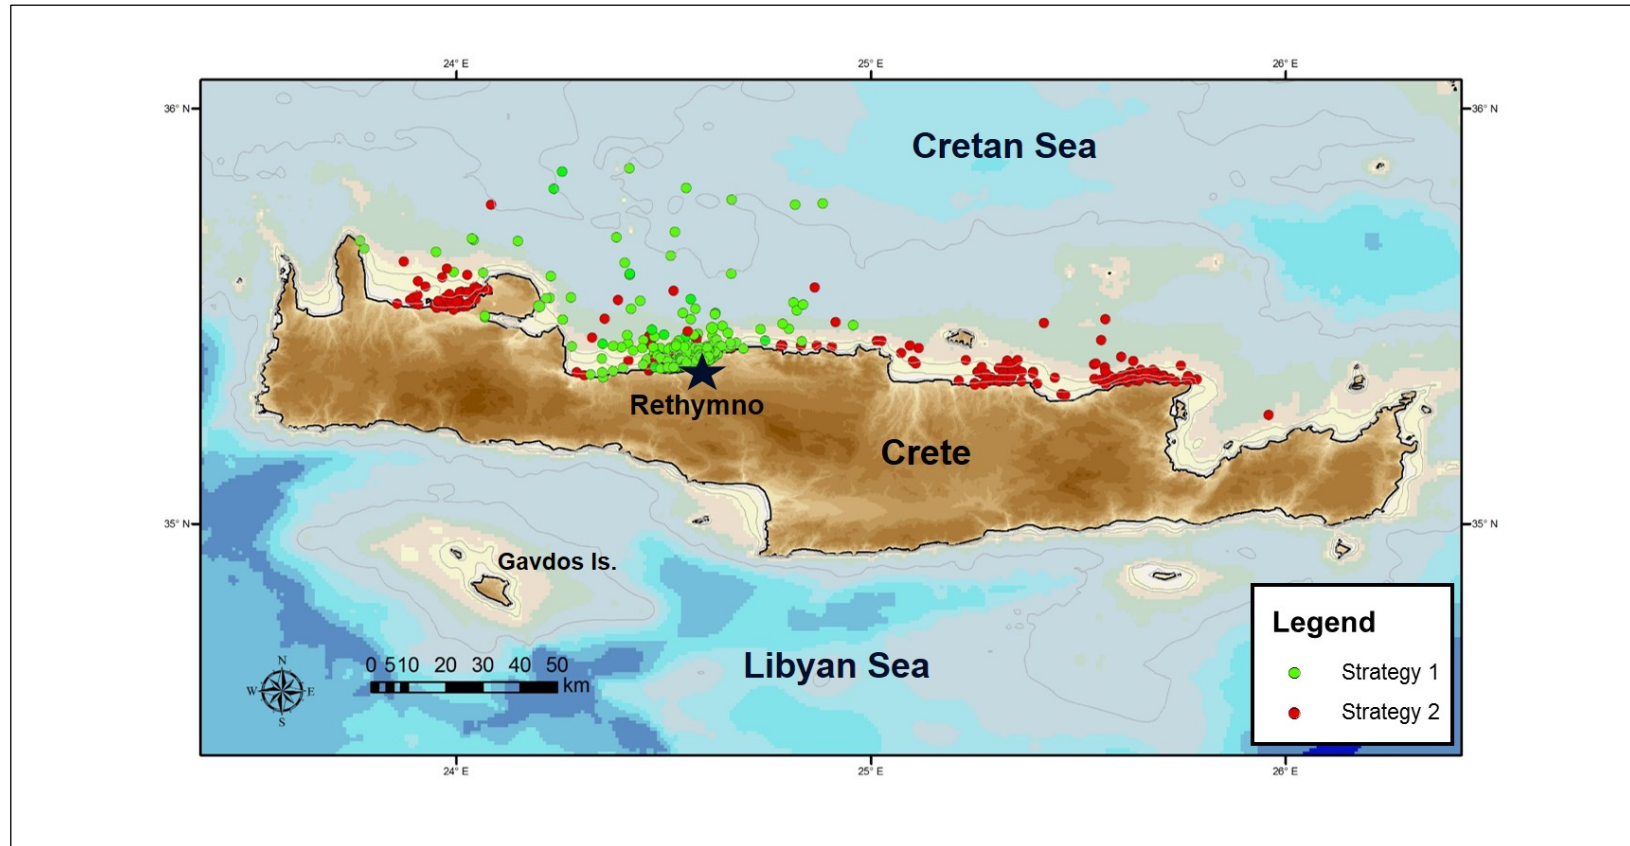 24° E 25° E 26° E
36° N 36° N
Cretan Sea
Rethymno
Crete
35° N 35° N
Gavdos Is.
Legend
Strategy 1
Strategy 2
Libyan Sea
N
W E
S
0 5 10 20 30 40 50
km
24° E 25° E 26° E